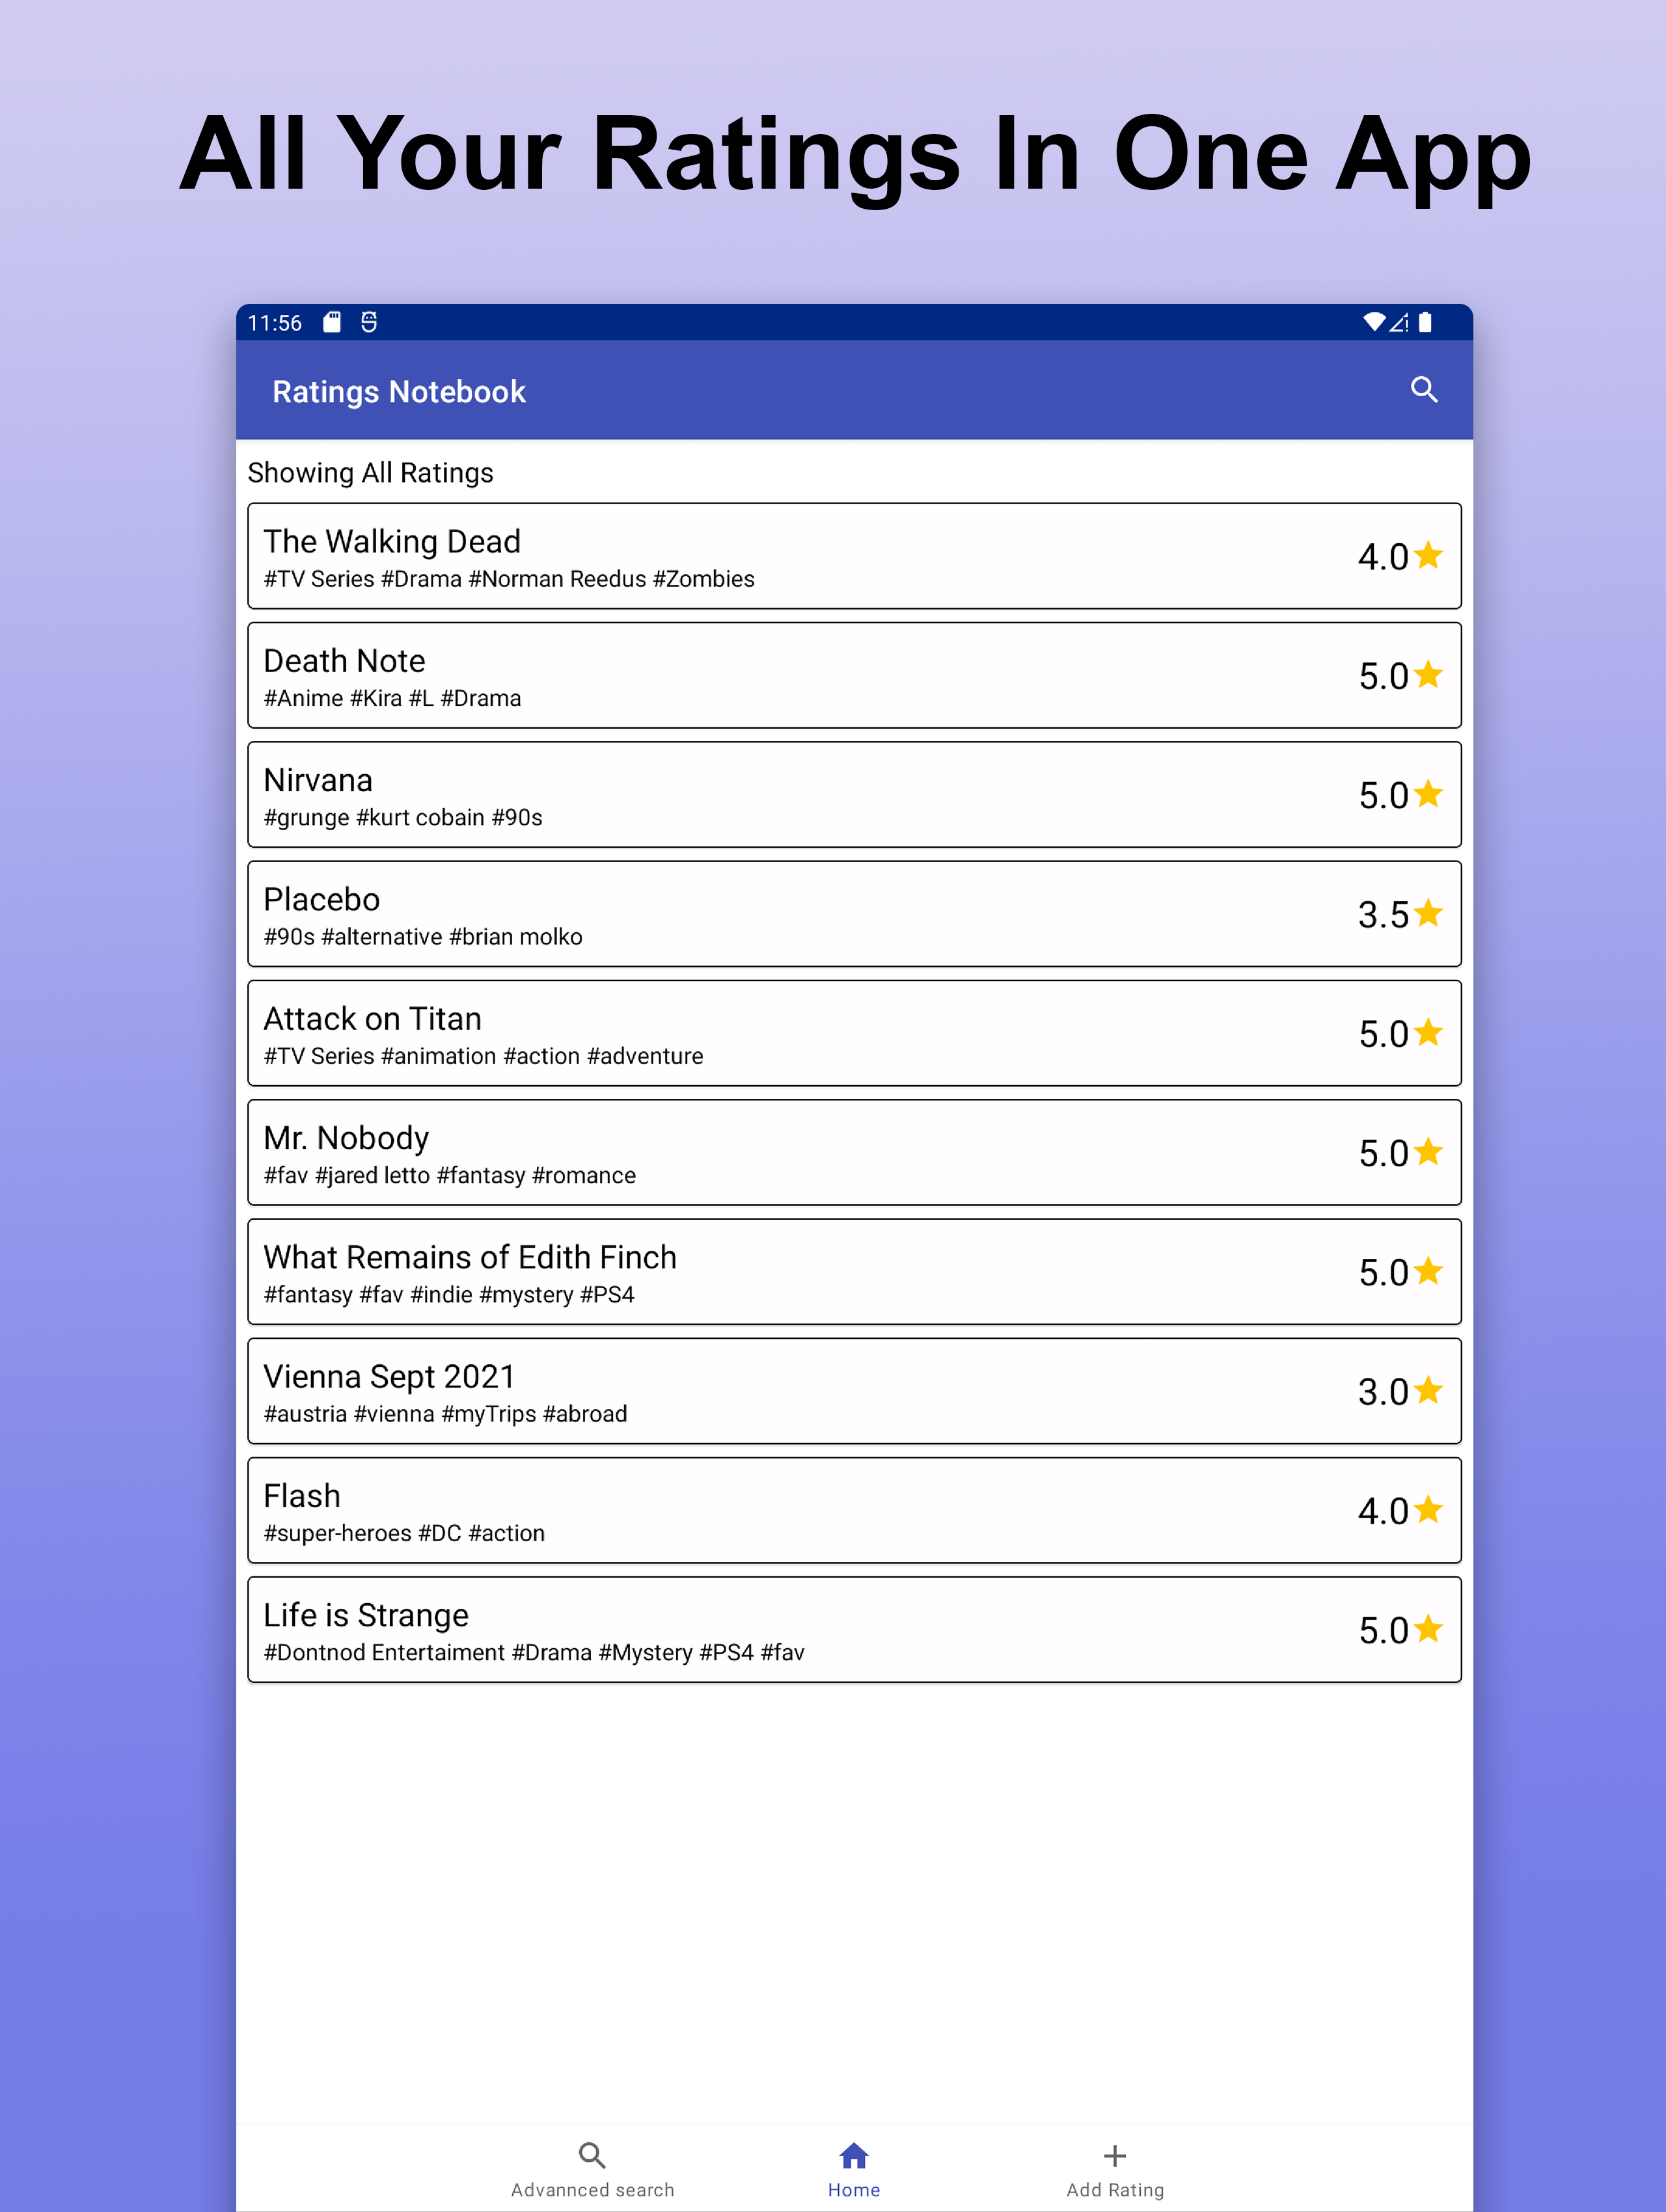 All Your Ratings In One App
11:56
Ratings Notebook
Showing All Ratings
The Walking Dead
4.0
#TV Series #Drama #Norman Reedus #Zombies
Death Note
5.0
#Anime #Kira #L #Drama
Nirvana
5.0
#grunge #kurt cobain #90s
Placebo
3.5
#90s #alternative #brian molko
Attack on Titan
5.0
#TV Series #animation #action #adventure
Mr. Nobody
5.0
#fav #jared letto #fantasy #romance
What Remains of Edith Finch
5.0
#fantasy #fav #indie #mystery #PS4
Vienna Sept 2021
3.0
#austria #vienna #myTrips #abroad
Flash
4.0
#super-heroes #DC #action
Life is Strange
5.0
#Dontnod Entertaiment #Drama #Mystery #PS4 #fav
Advannced search
Home
Add Rating